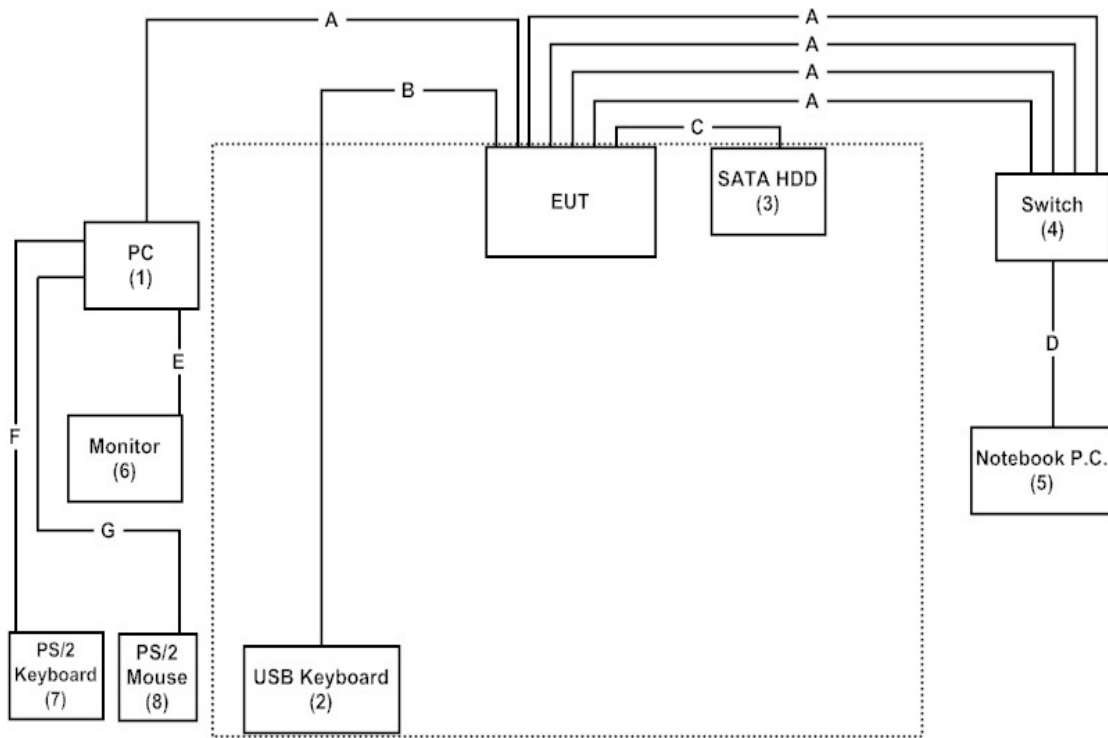 A
A
A
A
A
B
C
EUT
SATA HDD
(3)
Switch
(4)
PC
(1)
E
D
F
Monitor
(6)
Notebook P.C.
(5)
G
PS/2
Keyboard
(7)
PS/2
Mouse
(8)
USB Keyboard
(2)